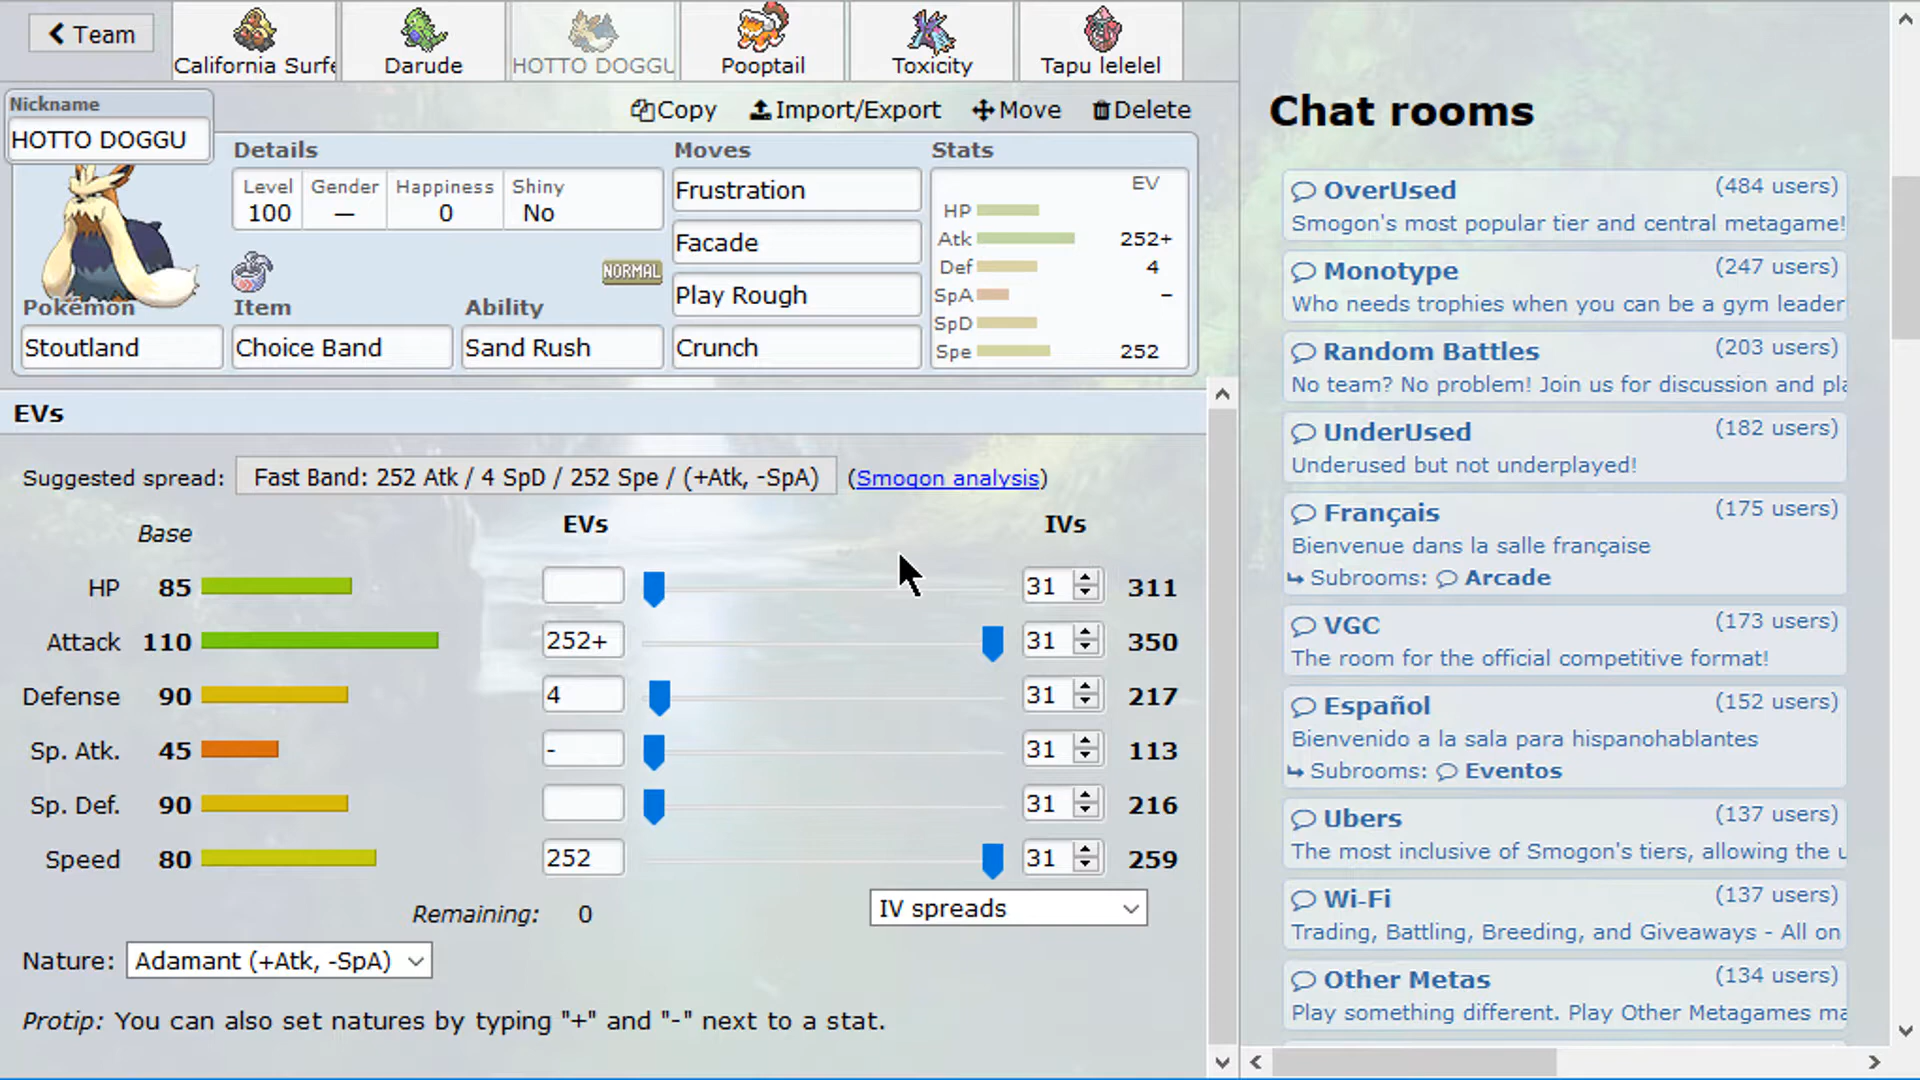 Team
California Surfe
Darude
HOTTO DOGGU
Pooptail
Toxicity
Tapu lelelel
Nickname
HOTTO DOGGU
Copy
Import/Export
Move
Delete
Details
Level
100
Gender
—
Happiness
0
Shiny
No
NORMAL
Pokémon
Stoutland
Item
Choice Band
Ability
Sand Rush
Moves
Frustration
Facade
Play Rough
Crunch
Stats
EV
HP
Atk 252+
Def 4
SpA –
SpD
Spe 252
EVs
Suggested spread: Fast Band: 252 Atk / 4 SpD / 252 Spe / (+Atk, -SpA) (Smogon analysis)
Base EVs IVs
HP 85 31 311
Attack 110 252+ 31 350
Defense 90 4 31 217
Sp. Atk. 45 - 31 113
Sp. Def. 90 31 216
Speed 80 252 31 259
Remaining: 0
IV spreads
Nature: Adamant (+Atk, -SpA)
Protip: You can also set natures by typing "+" and "-" next to a stat.
Chat rooms
OverUsed (484 users)
Smogon's most popular tier and central metagame!
Monotype (247 users)
Who needs trophies when you can be a gym leader
Random Battles (203 users)
No team? No problem! Join us for discussion and pla
UnderUsed (182 users)
Underused but not underplayed!
Français (175 users)
Bienvenue dans la salle française
Subrooms: Arcade
VGC (173 users)
The room for the official competitive format!
Español (152 users)
Bienvenido a la sala para hispanohablantes
Subrooms: Eventos
Ubers (137 users)
The most inclusive of Smogon's tiers, allowing the u
Wi-Fi (137 users)
Trading, Battling, Breeding, and Giveaways - All on
Other Metas (134 users)
Play something different. Play Other Metagames ma